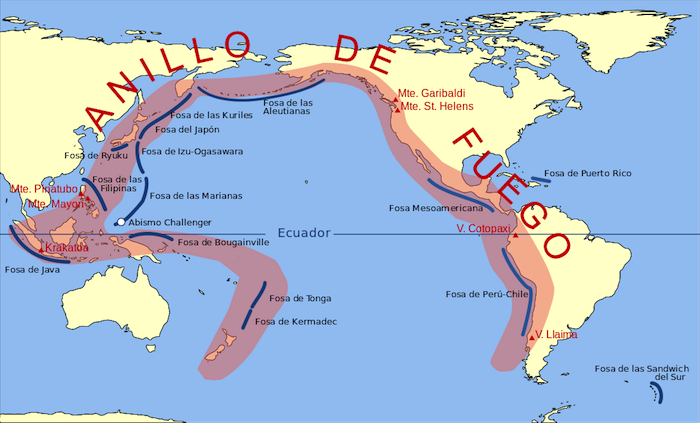 ANILLO DE FUEGO
Mte. Garibaldi
Mte. St. Helens
Fosa de las
Aleutianas
Fosa de las Kuriles
Fosa del Japón
Fosa de Izu-Ogasawara
Fosa de Ryuku
Fosa de las
Filipinas
Mte. Pinatubo
Mte. Mayon
Fosa de las Marianas
Abismo Challenger
Fosa de Puerto Rico
Fosa Mesoamericana
V. Cotopaxi
Ecuador
Fosa de Bougainville
Krakatoa
Fosa de Java
Fosa de Tonga
Fosa de Kermadec
Fosa de Perú-Chile
V. Llaima
Fosa de las Sandwich
del Sur